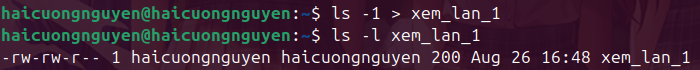 haicuongnguyen@haicuongnguyen:~$ ls -1 > xem_lan_1
haicuongnguyen@haicuongnguyen:~$ ls -l xem_lan_1
-rw-rw-r-- 1 haicuongnguyen haicuongnguyen 200 Aug 26 16:48 xem_lan_1